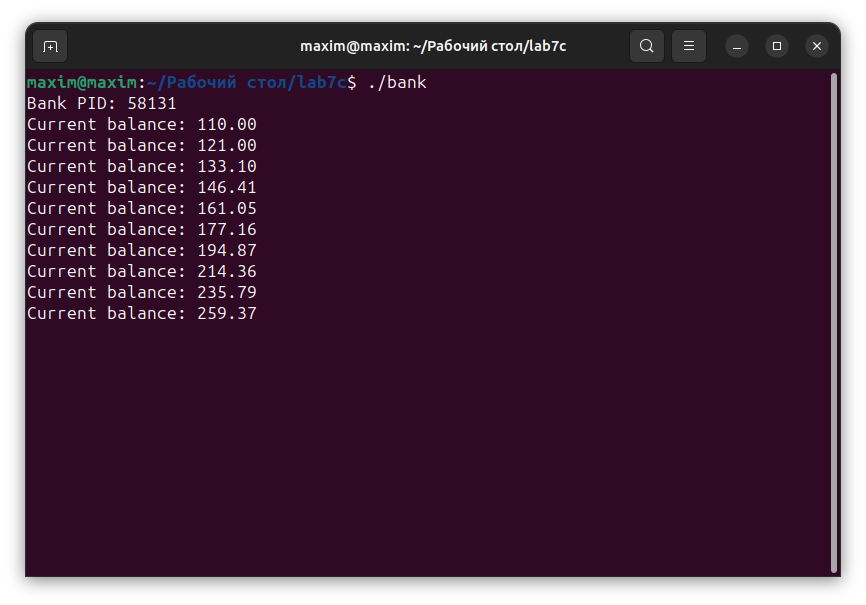 maxim@maxim: ~/Рабочий стол/lab7c
maxim@maxim:~/Рабочий стол/lab7c$ ./bank
Bank PID: 58131
Current balance: 110.00
Current balance: 121.00
Current balance: 133.10
Current balance: 146.41
Current balance: 161.05
Current balance: 177.16
Current balance: 194.87
Current balance: 214.36
Current balance: 235.79
Current balance: 259.37